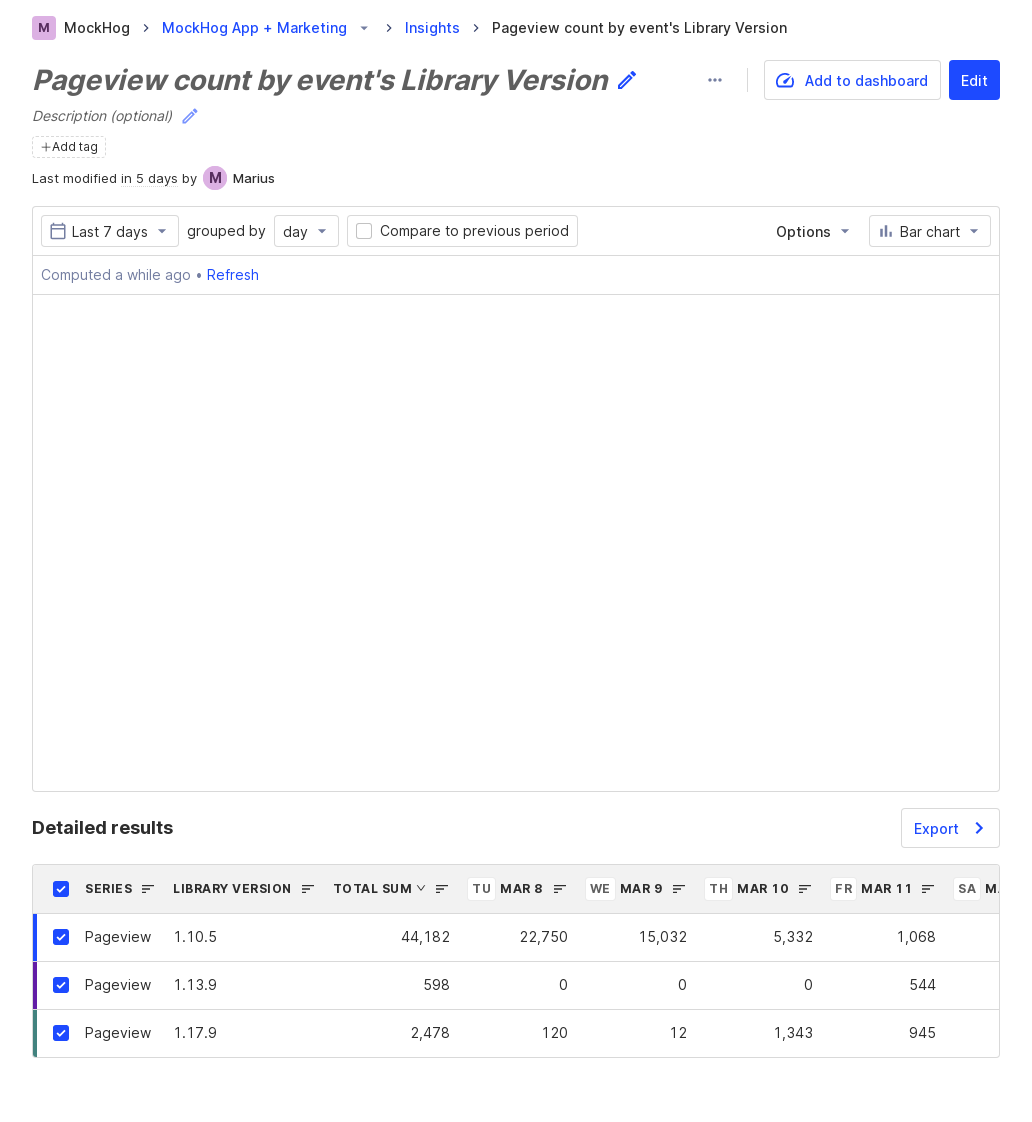 M MockHog > MockHog App + Marketing > Insights > Pageview count by event's Library Version
Pageview count by event's Library Version
Add to dashboard
Edit
Description (optional)
+Add tag
Last modified in 5 days by M Marius
Last 7 days grouped by day Compare to previous period Options Bar chart
Computed a while ago • Refresh
Detailed results
Export
SERIES LIBRARY VERSION TOTAL SUM TU MAR 8 WE MAR 9 TH MAR 10 FR MAR 11 SA
Pageview 1.10.5 44,182 22,750 15,032 5,332 1,068
Pageview 1.13.9 598 0 0 0 544
Pageview 1.17.9 2,478 120 12 1,343 945